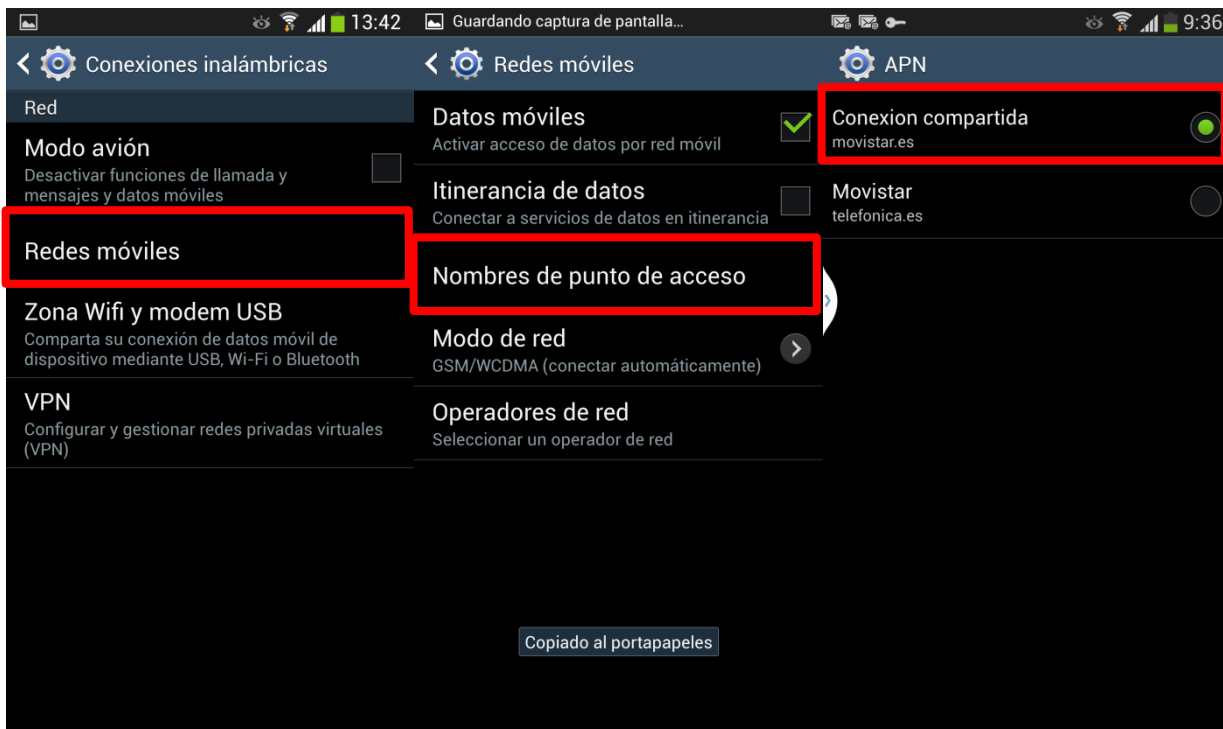 13:42
Conexiones inalámbricas
Red
Modo avión
Desactivar funciones de llamada y
mensajes y datos móviles
Redes móviles
Zona Wifi y modem USB
Comparta su conexión de datos móvil de
dispositivo mediante USB, Wi-Fi o Bluetooth
VPN
Configurar y gestionar redes privadas virtuales
(VPN)
Guardando captura de pantalla...
Redes móviles
Datos móviles
Activar acceso de datos por red móvil
Itinerancia de datos
Conectar a servicios de datos en itinerancia
Nombres de punto de acceso
Modo de red
GSM/WCDMA (conectar automáticamente)
Operadores de red
Seleccionar un operador de red
Copiado al portapapeles
9:36
APN
Conexion compartida
movistar.es
Movistar
telefonica.es